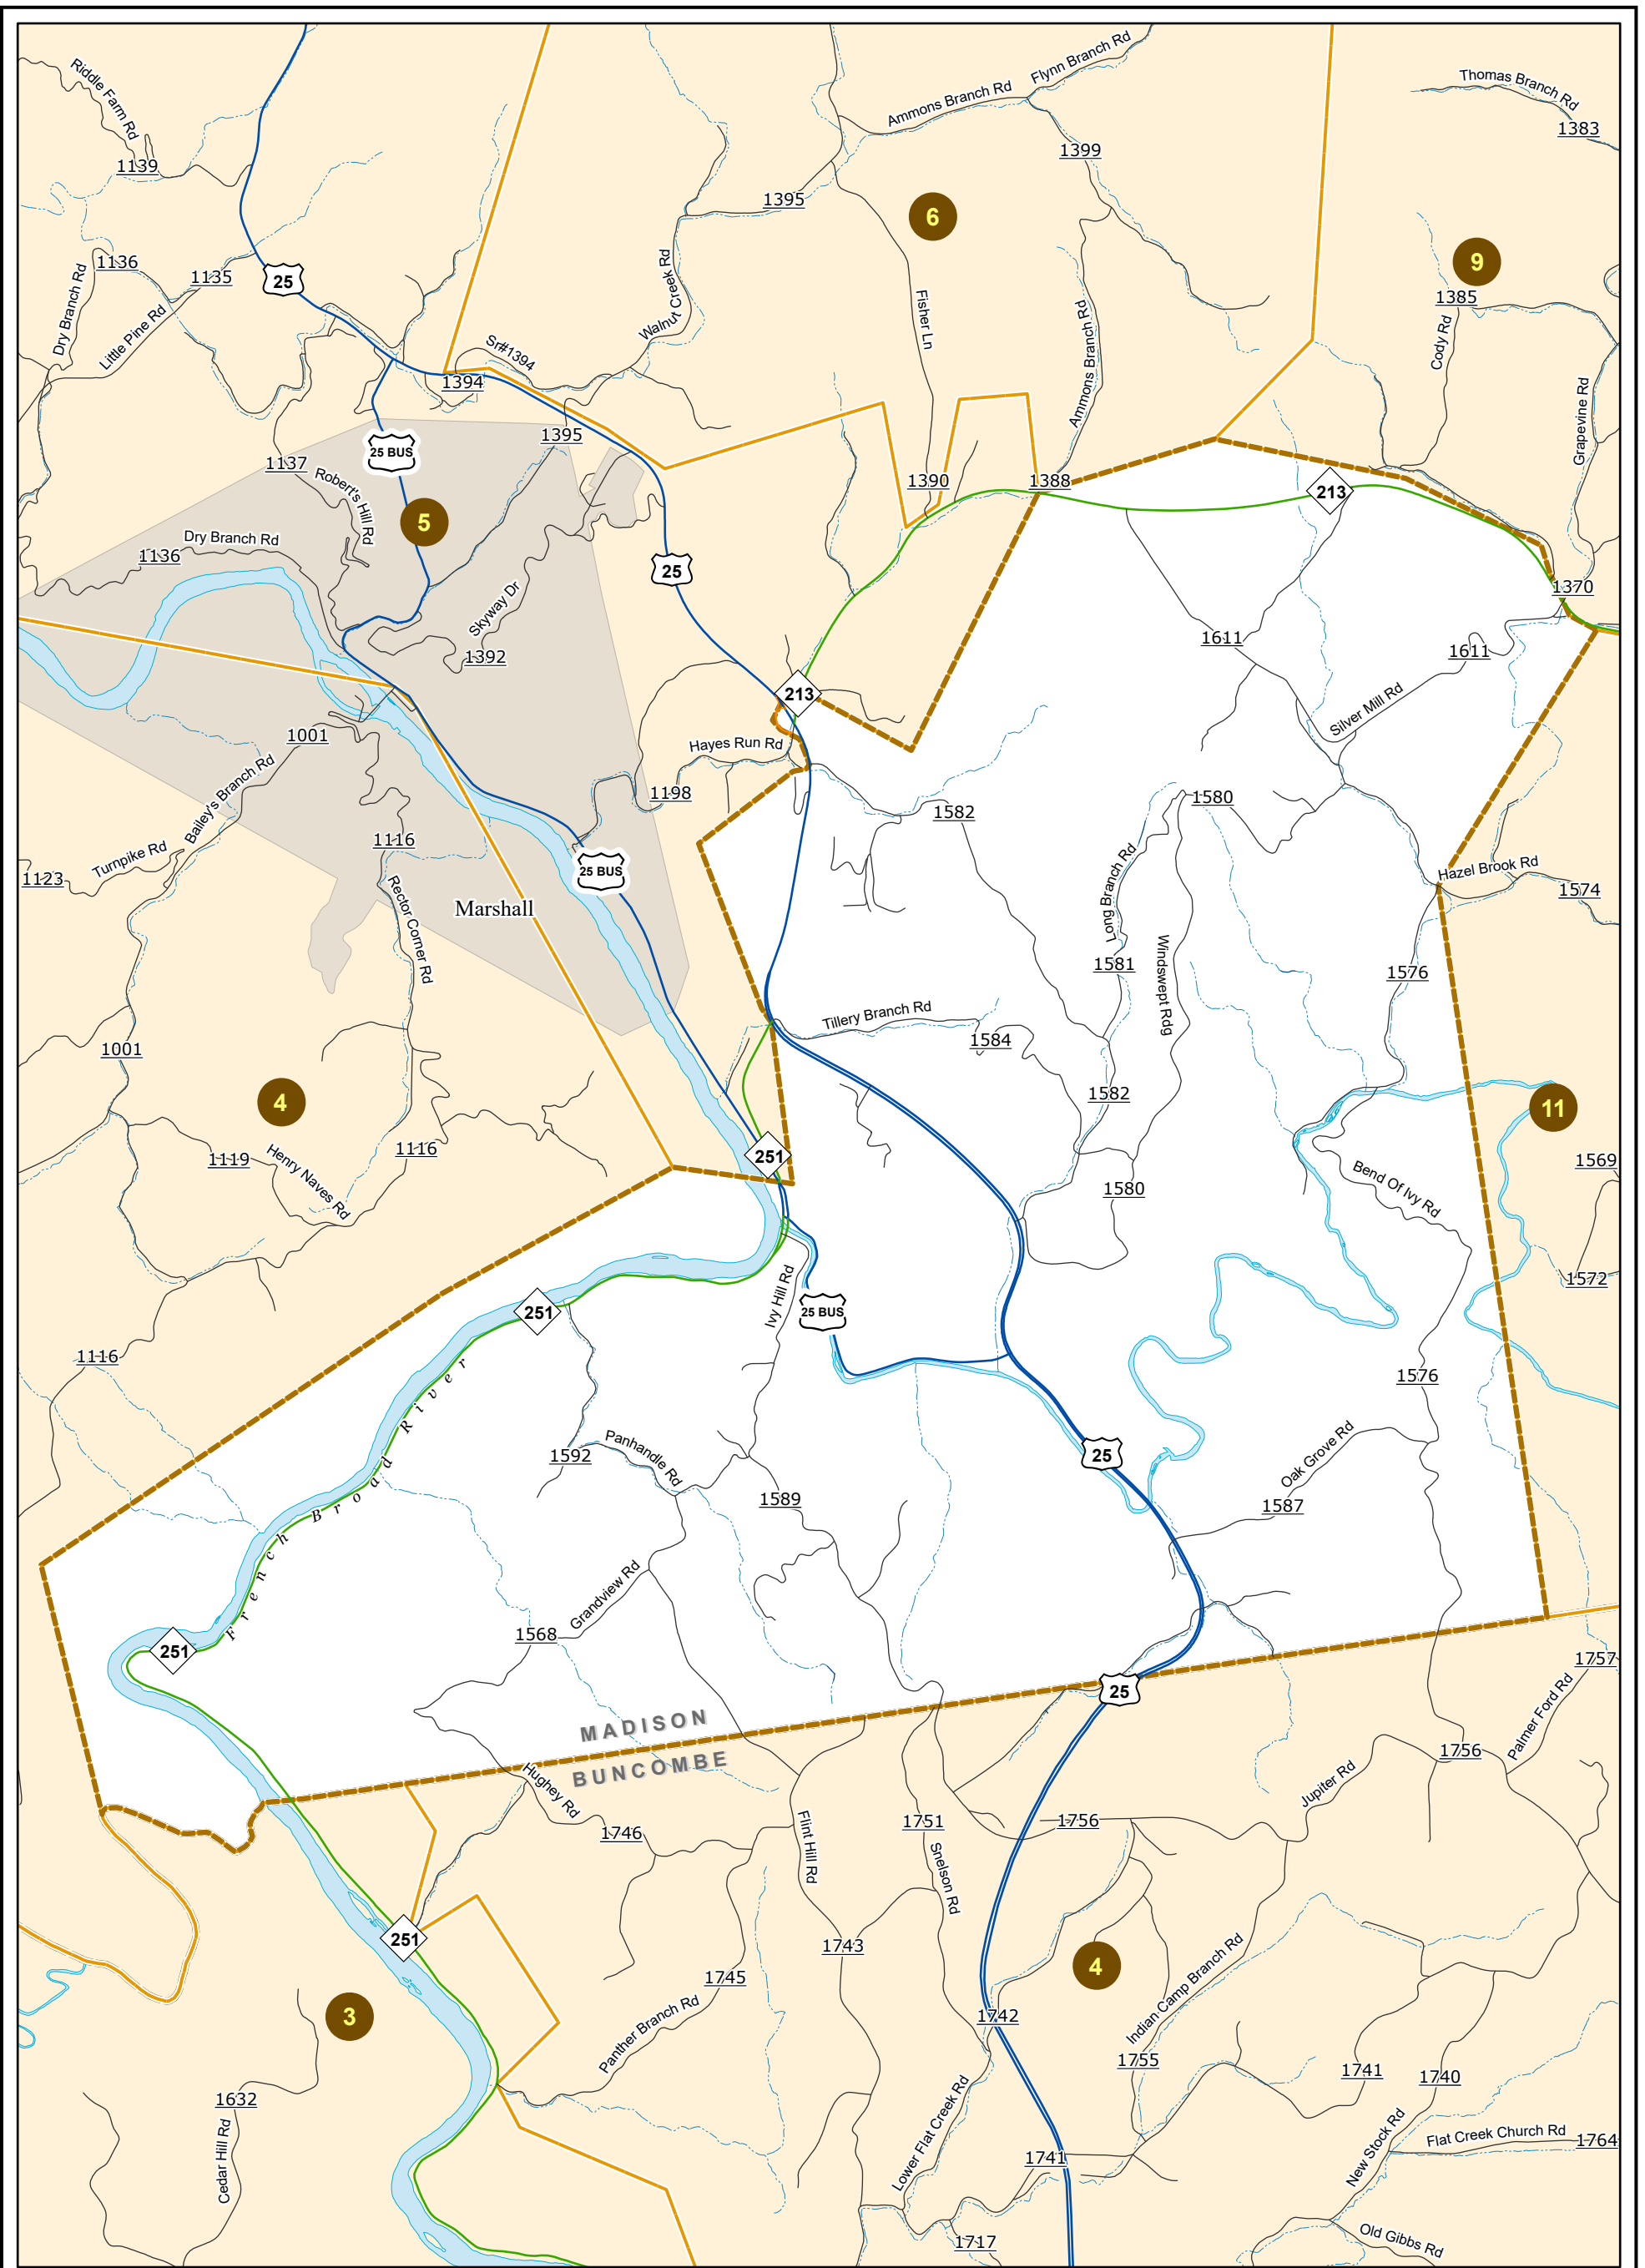 Riddle Farm Rd
1139
Flynn Branch Rd
Ammons Branch Rd
Thomas Branch Rd
1383
1399
1395
6
9
1136
1135
25
Dry Branch Rd
Little Pine Rd
Walnut Creek Rd
Fisher Ln
Ammons Branch Rd
1385
Cody Rd
Grapevine Rd
Sr#1394
1394
1395
25 BUS
1137
Robert's Hill Rd
5
1390
1388
213
Dry Branch Rd
1136
25
1370
Skyway Dr
1392
1611
1611
213
Silver Mill Rd
1001
Hayes Run Rd
1198
1582
1580
Bailey's Branch Rd
1116
Turnpike Rd
1123
25 BUS
Long Branch Rd
Hazel Brook Rd
1574
Rector Corner Rd
Marshall
Windswept Rdg
1581
1576
Tillery Branch Rd
1584
1001
4
1582
11
1119
Henry Naves Rd
1116
251
1580
1569
Bend Of Ivy Rd
1572
Ivy Hill Rd
251
25 BUS
1116
1576
French Broad River
1592
Panhandle Rd
25
Oak Grove Rd
1589
1587
Grandview Rd
1568
251
25
1757
MADISON
BUNCOMBE
Palmer Ford Rd
1756
Hughey Rd
1746
Flint Hill Rd
1751
Snelson Rd
1756
Jupiter Rd
251
1743
4
Indian Camp Branch Rd
1745
3
1742
Panther Branch Rd
1755
1741
1740
1632
Cedar Hill Rd
Lower Flat Creek Rd
1741
New Stock Rd
Flat Creek Church Rd
1764
1717
Old Gibbs Rd